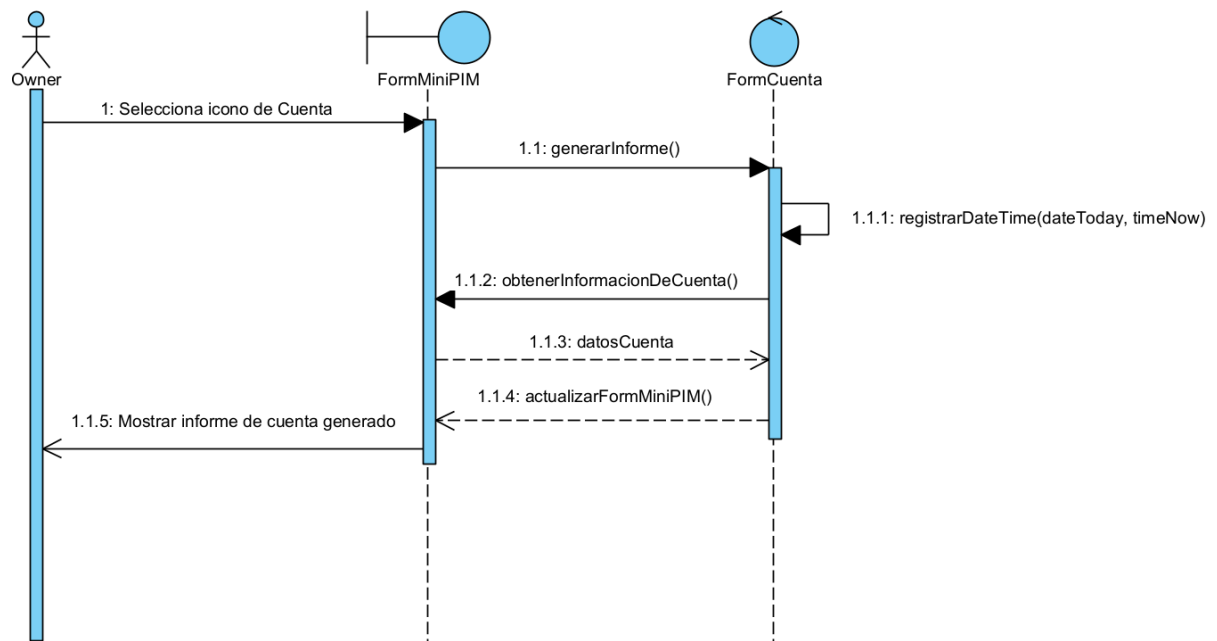 Owner
FormMiniPIM
FormCuenta
1: Selecciona icono de Cuenta
1.1: generarInforme()
1.1.1: registrarDateTime(dateToday, timeNow)
1.1.2: obtenerInformacionDeCuenta()
1.1.3: datosCuenta
1.1.4: actualizarFormMiniPIM()
1.1.5: Mostrar informe de cuenta generado